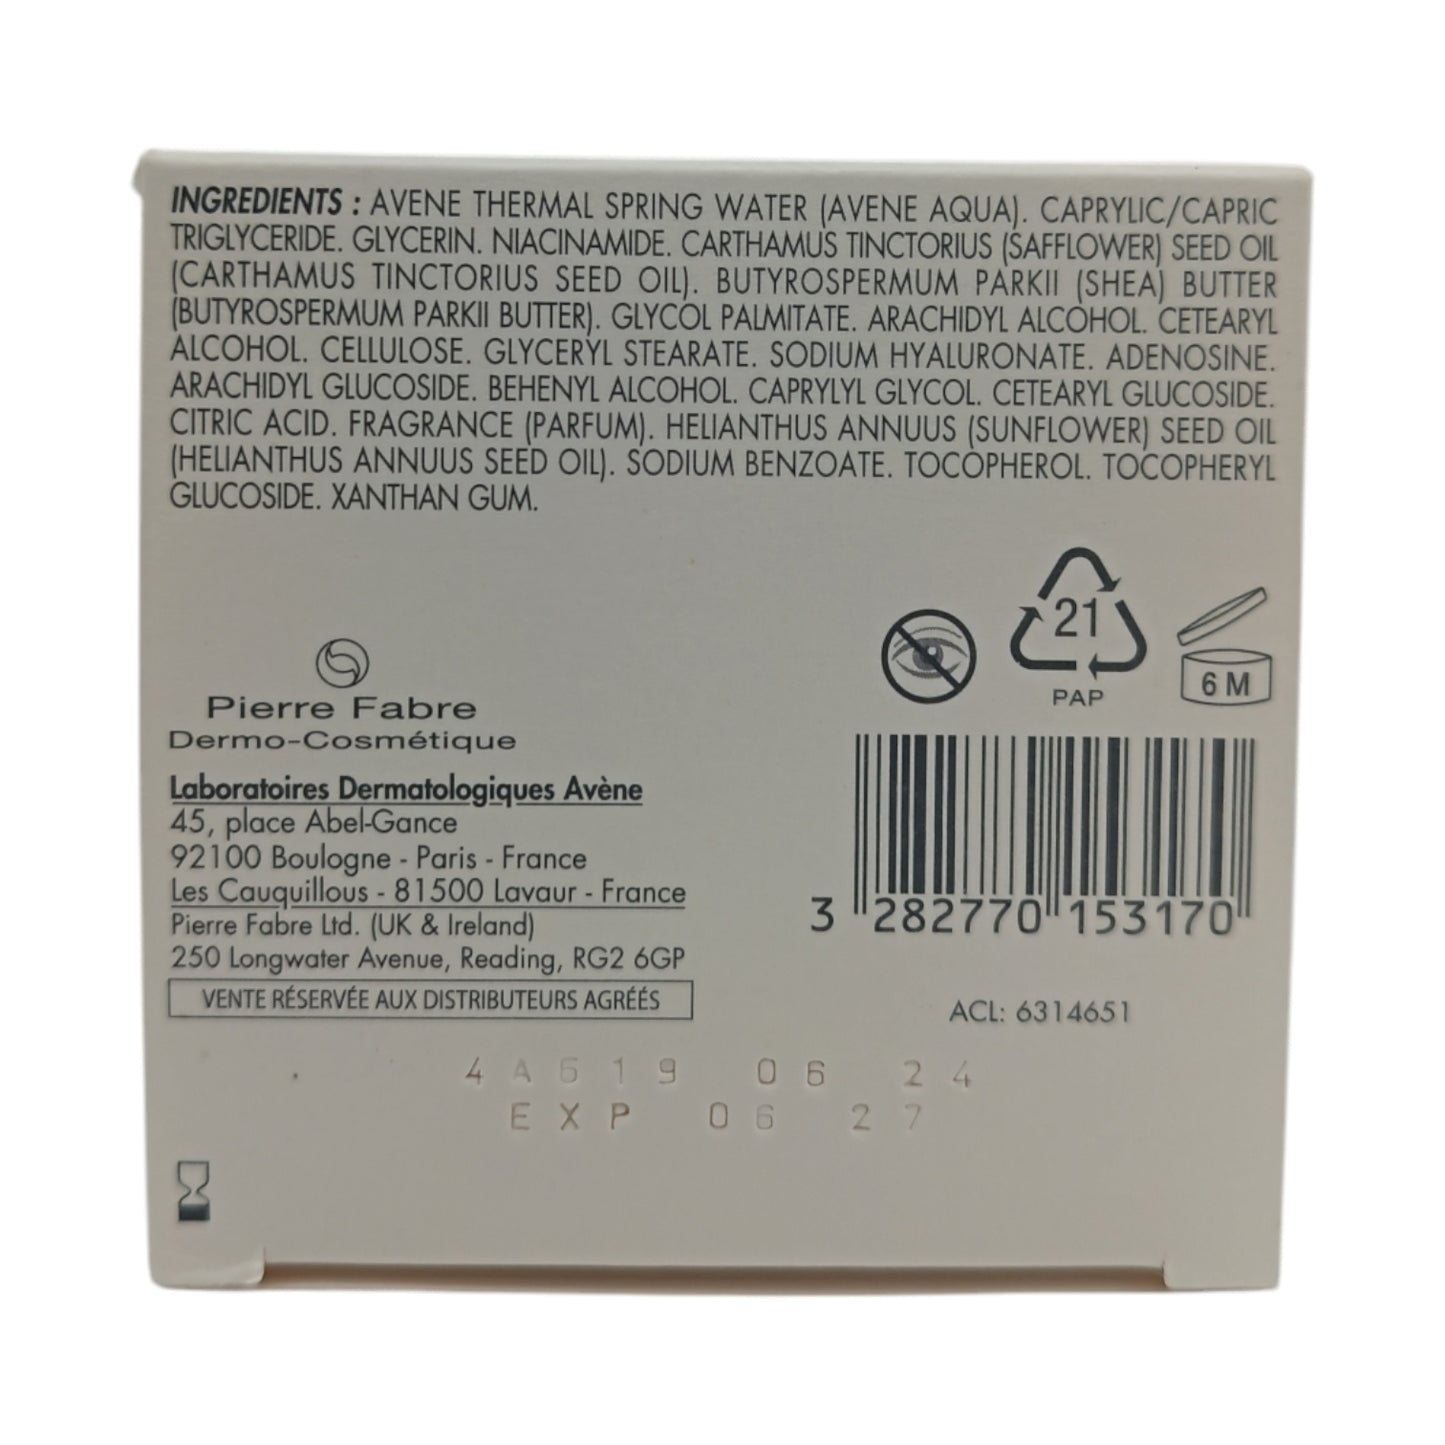 INGREDIENTS : AVENE THERMAL SPRING WATER (AVENE AQUA). CAPRYLIC/CAPRIC
TRIGLYCERIDE. GLYCERIN. NIACINAMIDE. CARTHAMUS TINCTORIUS (SAFFLOWER) SEED OIL
(CARTHAMUS TINCTORIUS SEED OIL). BUTYROSPERMUM PARKII (SHEA) BUTTER
(BUTYROSPERMUM PARKII BUTTER). GLYCOL PALMITATE. ARACHIDYL ALCOHOL. CETEARYL
ALCOHOL. CELLULOSE. GLYCERYL STEARATE. SODIUM HYALURONATE. ADENOSINE.
ARACHIDYL GLUCOSIDE. BEHENYL ALCOHOL. CAPRYLYL GLYCOL. CETEARYL GLUCOSIDE.
CITRIC ACID. FRAGRANCE (PARFUM). HELIANTHUS ANNUUS (SUNFLOWER) SEED OIL
(HELIANTHUS ANNUUS SEED OIL). SODIUM BENZOATE. TOCOPHEROL. TOCOPHERYL
GLUCOSIDE. XANTHAN GUM.
21
PAP
6 M
Pierre Fabre
Dermo-Cosmétique
Laboratoires Dermatologiques Avène
45, place Abel-Gance
92100 Boulogne - Paris - France
Les Cauquillous - 81500 Lavaur - France
Pierre Fabre Ltd. (UK & Ireland)
250 Longwater Avenue, Reading, RG2 6GP
VENTE RÉSERVÉE AUX DISTRIBUTEURS AGRÉÉS
3 282770 153170
ACL: 6314651
4A619 06 24
EXP 06 27